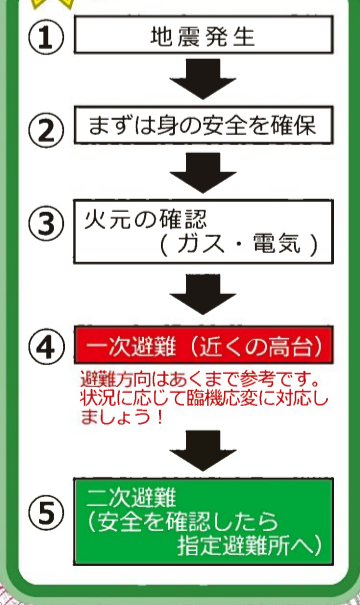 ① 地震発生
② まずは身の安全を確保
③ 火元の確認
(ガス・電気)
④ 一次避難（近くの高台）
避難方向はあくまで参考です。
状況に応じて臨機応変に対応し
ましょう！
⑤ 二次避難
（安全を確認したら
指定避難所へ）